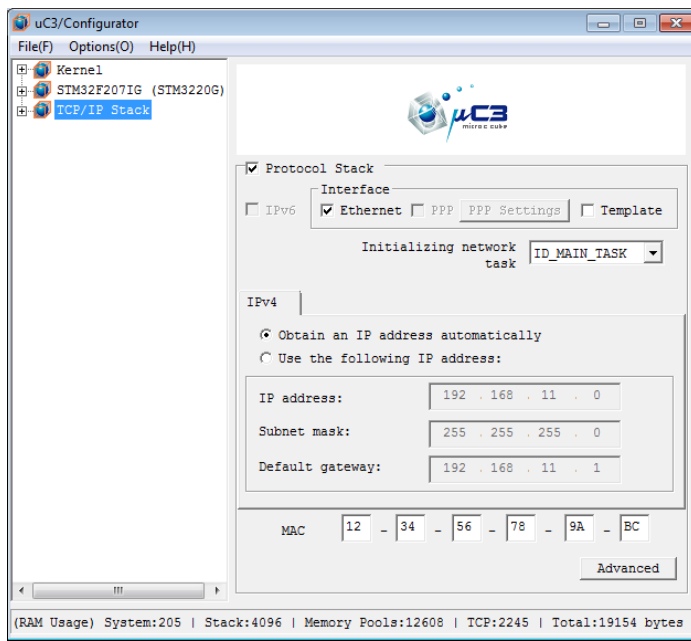 uC3/Configurator
File(F) Options(O) Help(H)
Kernel
STM32F207IG (STM3220G)
TCP/IP Stack
µC3
micro c cube
Protocol Stack
Interface
IPv6 Ethernet PPP PPP Settings Template
Initializing network
task
ID_MAIN_TASK
IPv4
Obtain an IP address automatically
Use the following IP address:
IP address: 192 . 168 . 11 . 0
Subnet mask: 255 . 255 . 255 . 0
Default gateway: 192 . 168 . 11 . 1
MAC 12 - 34 - 56 - 78 - 9A - BC
Advanced
(RAM Usage) System:205 | Stack:4096 | Memory Pools:12608 | TCP:2245 | Total:19154 bytes